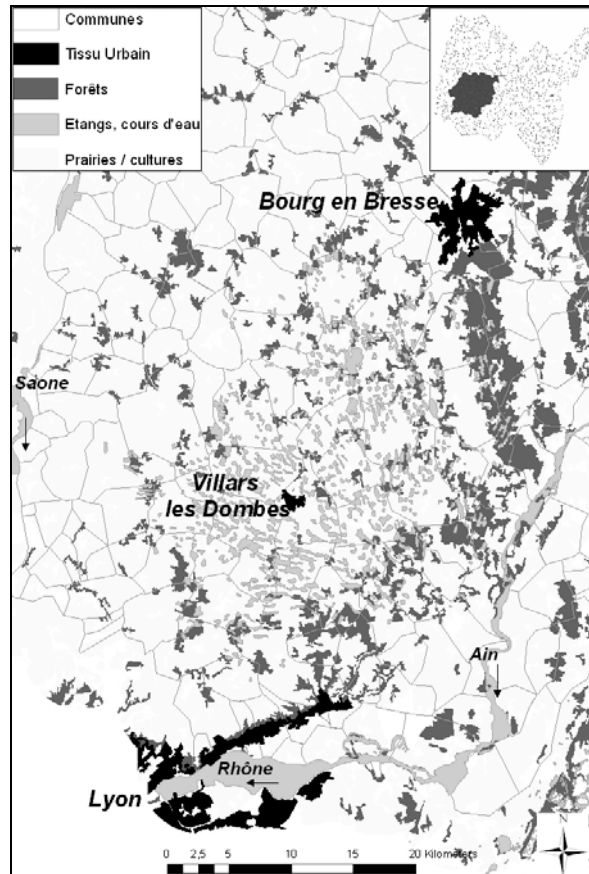 Communes
Tissu Urbain
Forêts
Etangs, cours d'eau
Prairies / cultures
Bourg en Bresse
Saone
Villars
les Dombes
Ain
Rhône
Lyon
N
0 2,5 5 10 15 20 Kilometers